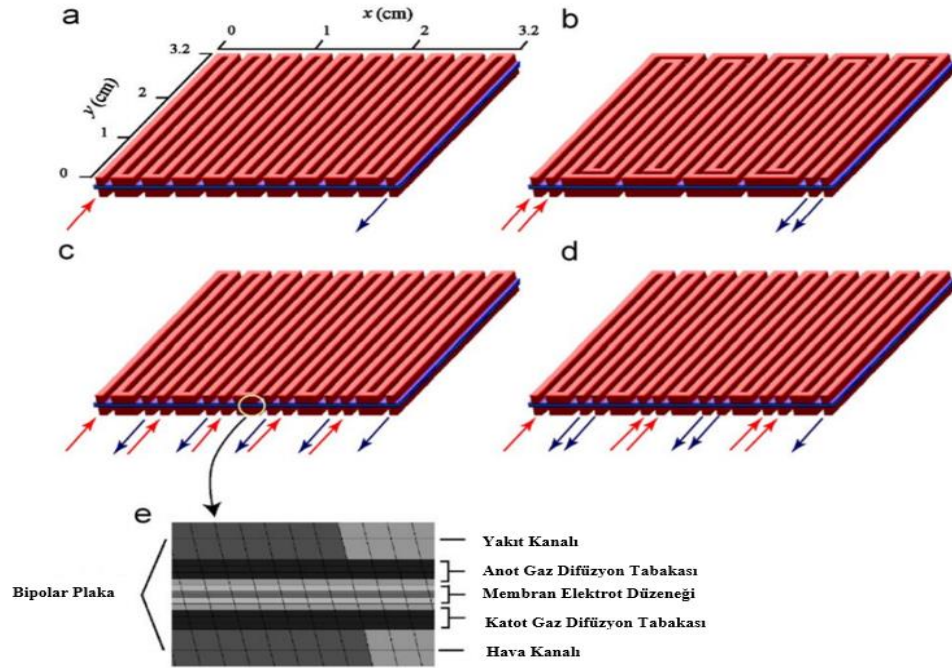 a
x (cm)
0
1
2
3.2
3.2
2
1
0
y (cm)
b
c
d
e
Bipolar Plaka
Yakıt Kanalı
Anot Gaz Difüzyon Tabakası
Membran Elektrot Düzeneği
Katot Gaz Difüzyon Tabakası
Hava Kanalı